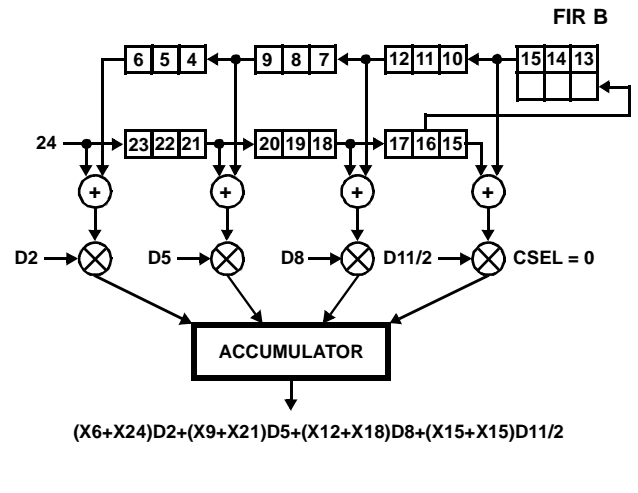 FIR B
6 5 4 9 8 7 12 11 10 15 14 13
24 23 22 21 20 19 18 17 16 15
+ + + +
D2 D5 D8 D11/2 CSEL = 0
ACCUMULATOR
(X6+X24)D2+(X9+X21)D5+(X12+X18)D8+(X15+X15)D11/2